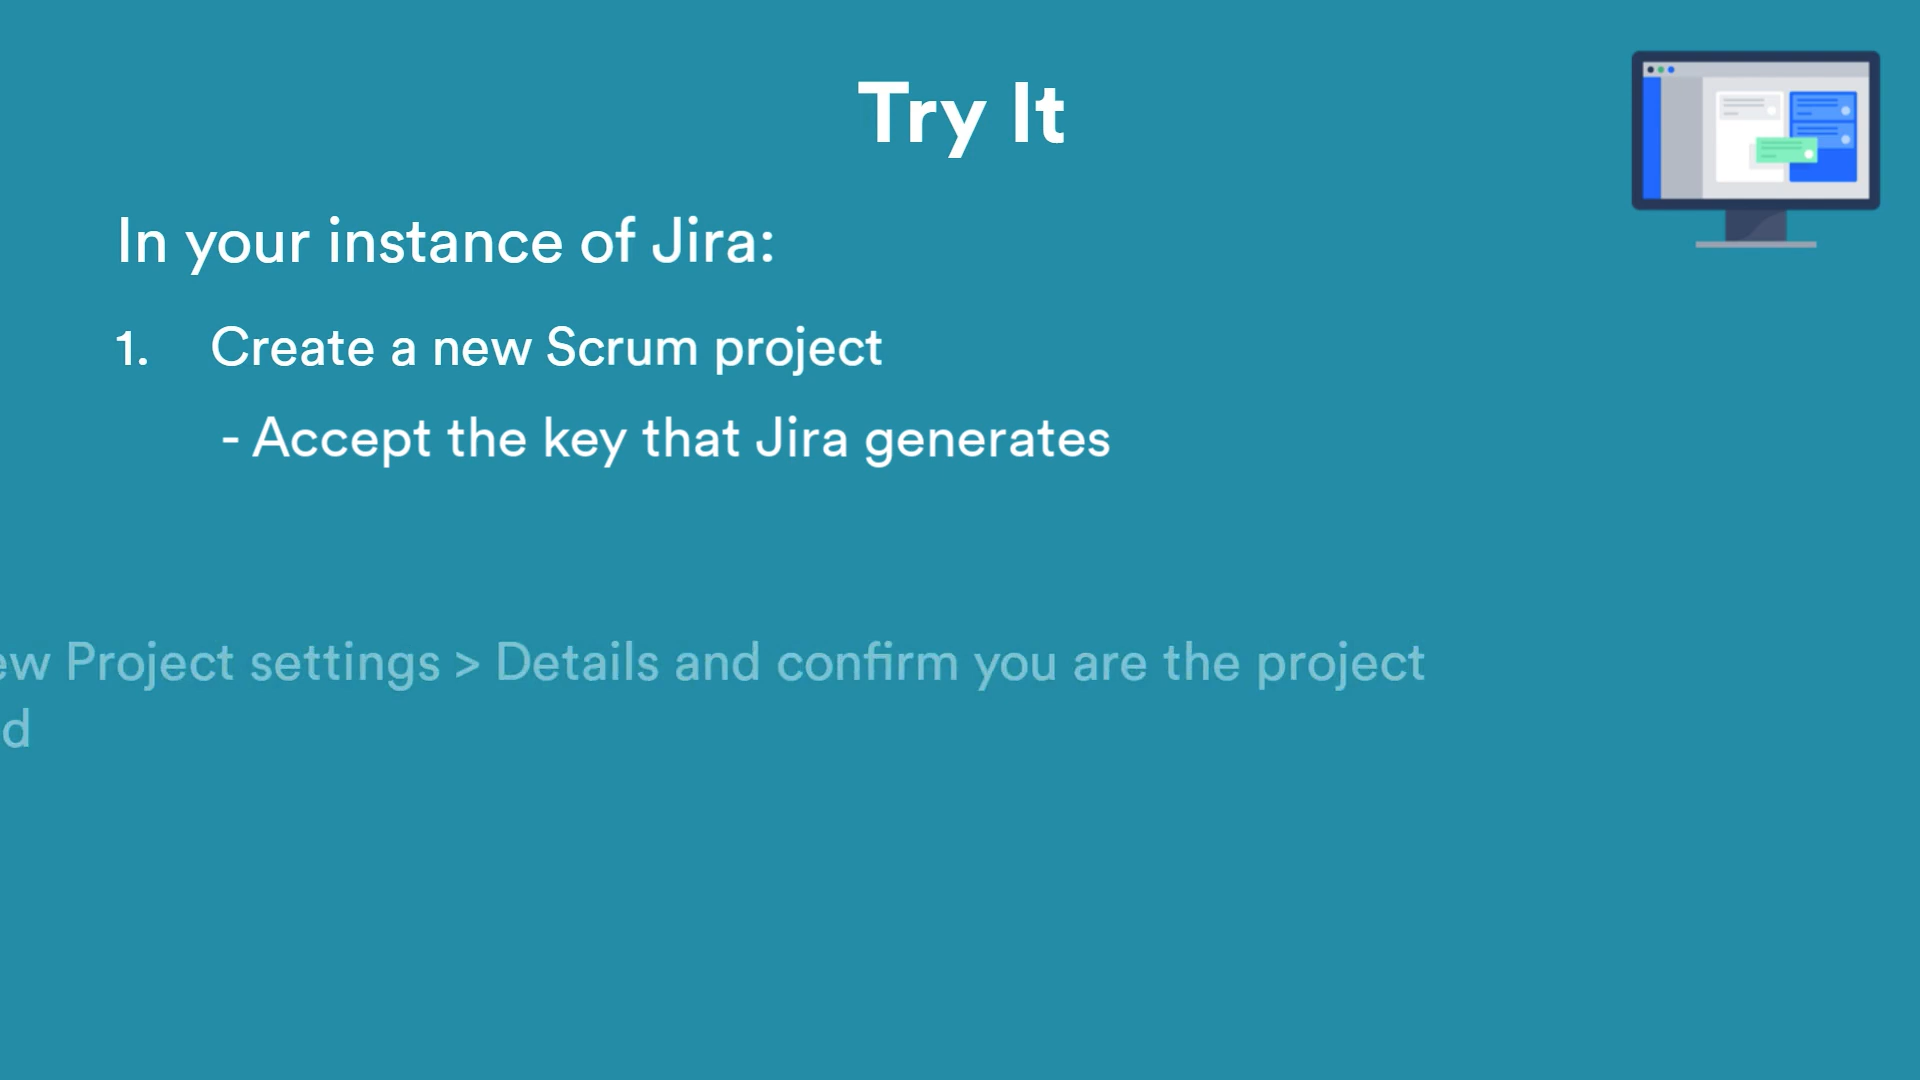 Try It
In your instance of Jira:
1. Create a new Scrum project
- Accept the key that Jira generates
ew Project settings > Details and confirm you are the project
d